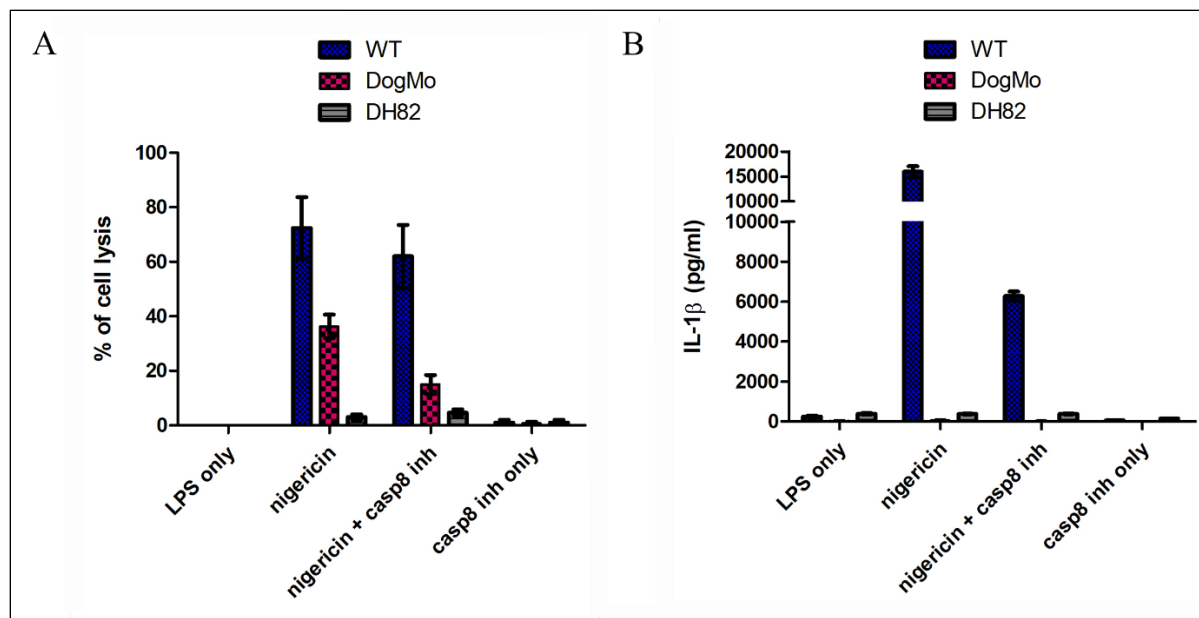 A
WT
DogMo
DH82
% of cell lysis
100
80
60
40
20
0
LPS only
nigericin
nigericin + casp8 inh
casp8 inh only
B
WT
DogMo
DH82
IL-1β (pg/ml)
20000
15000
10000
10000
8000
6000
4000
2000
0
LPS only
nigericin
nigericin + casp8 inh
casp8 inh only